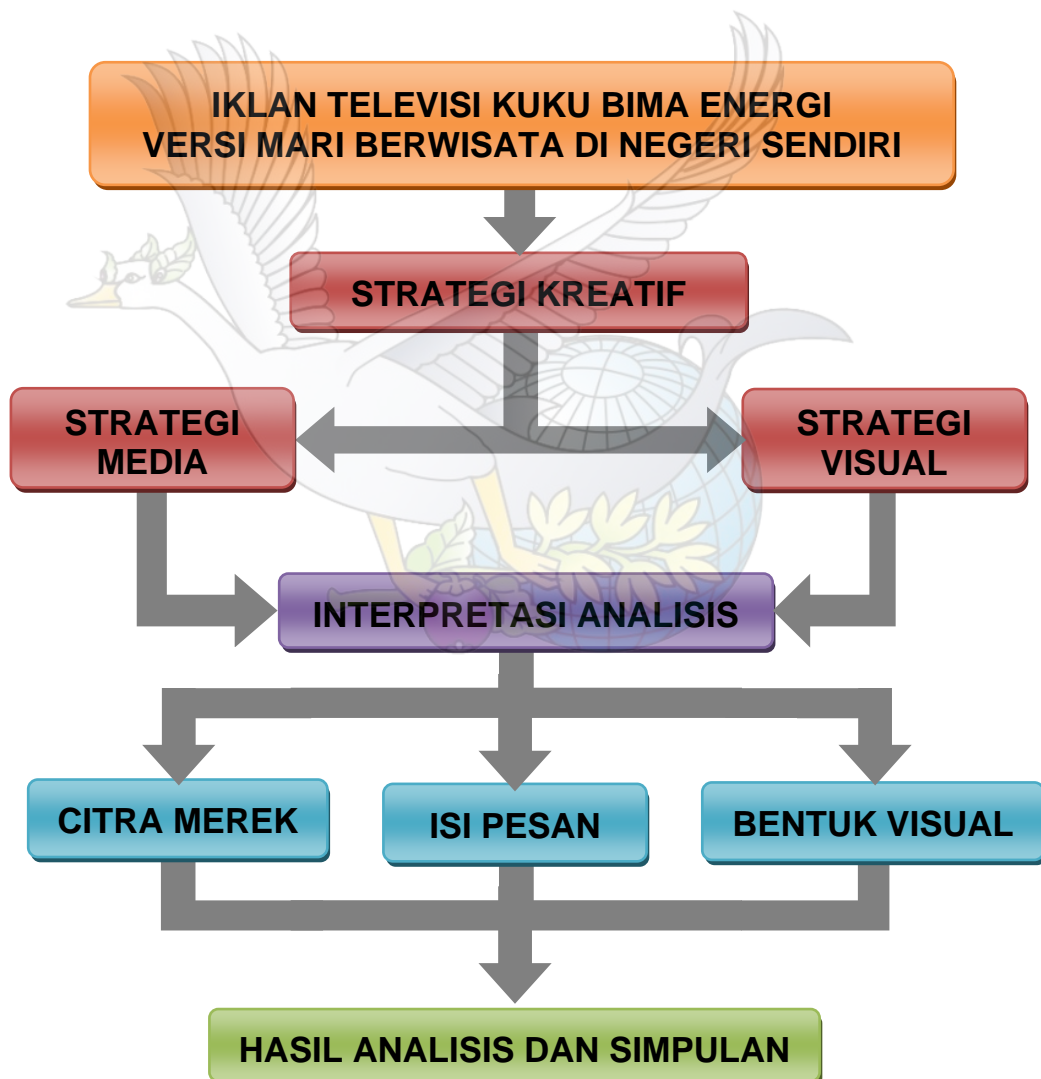 IKLAN TELEVISI KUKU BIMA ENERGI
VERSI MARI BERWISATA DI NEGERI SENDIRI
STRATEGI KREATIF
STRATEGI
MEDIA
STRATEGI
VISUAL
INTERPRETASI ANALISIS
CITRA MEREK
ISI PESAN
BENTUK VISUAL
HASIL ANALISIS DAN SIMPULAN